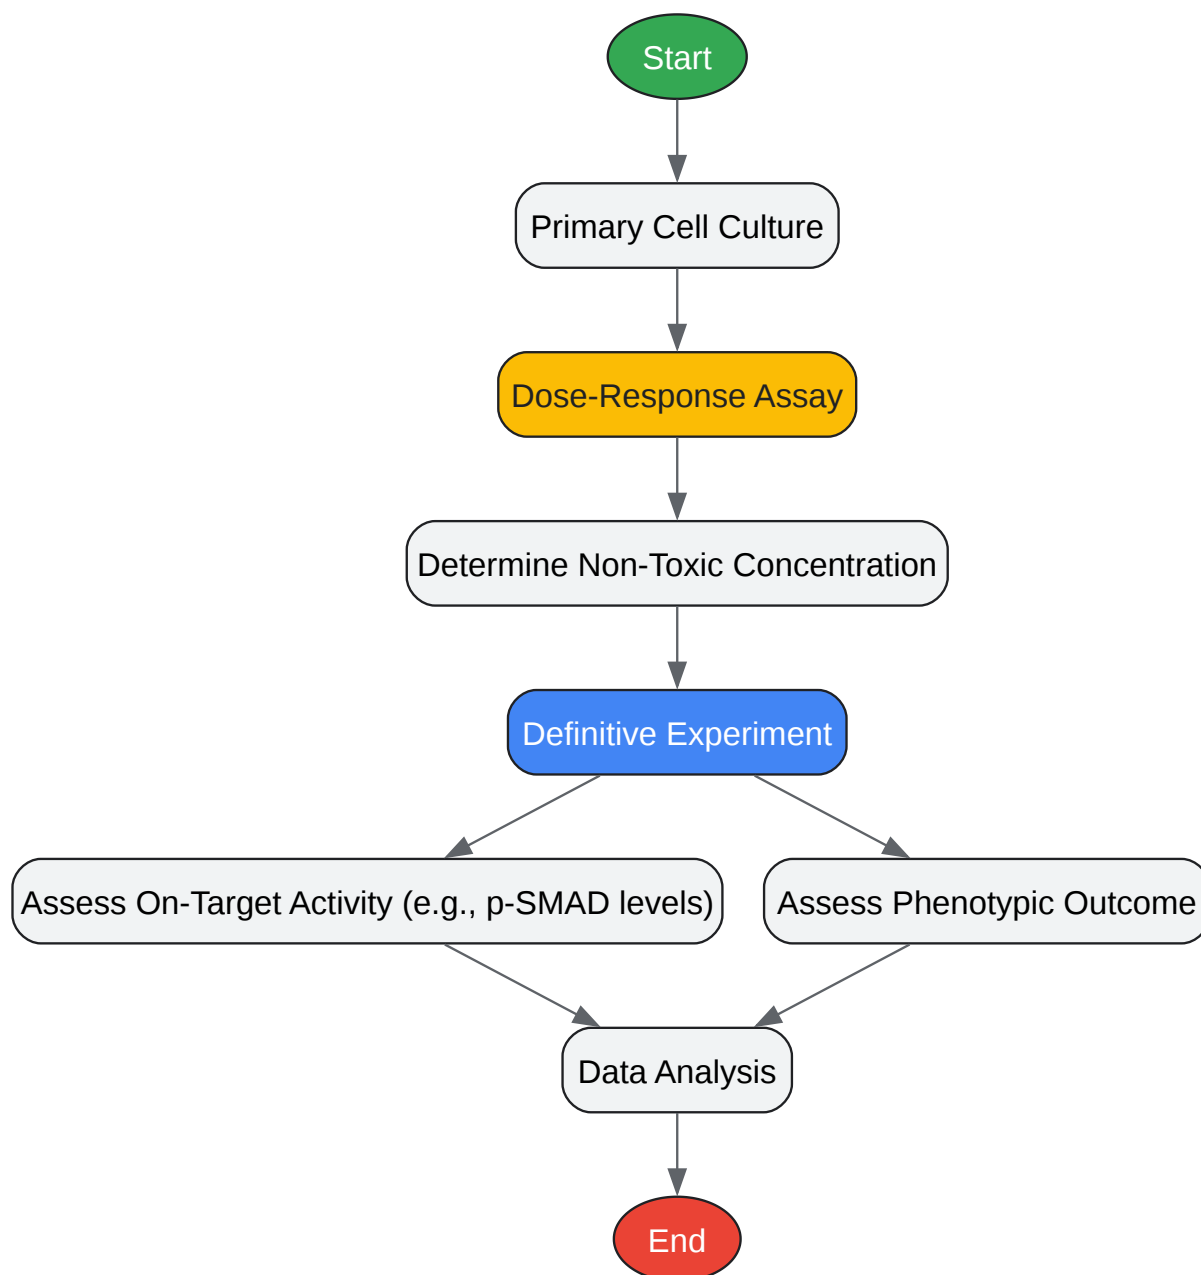 Start
Primary Cell Culture
Dose-Response Assay
Determine Non-Toxic Concentration
Definitive Experiment
Assess On-Target Activity (e.g., p-SMAD levels)
Assess Phenotypic Outcome
Data Analysis
End